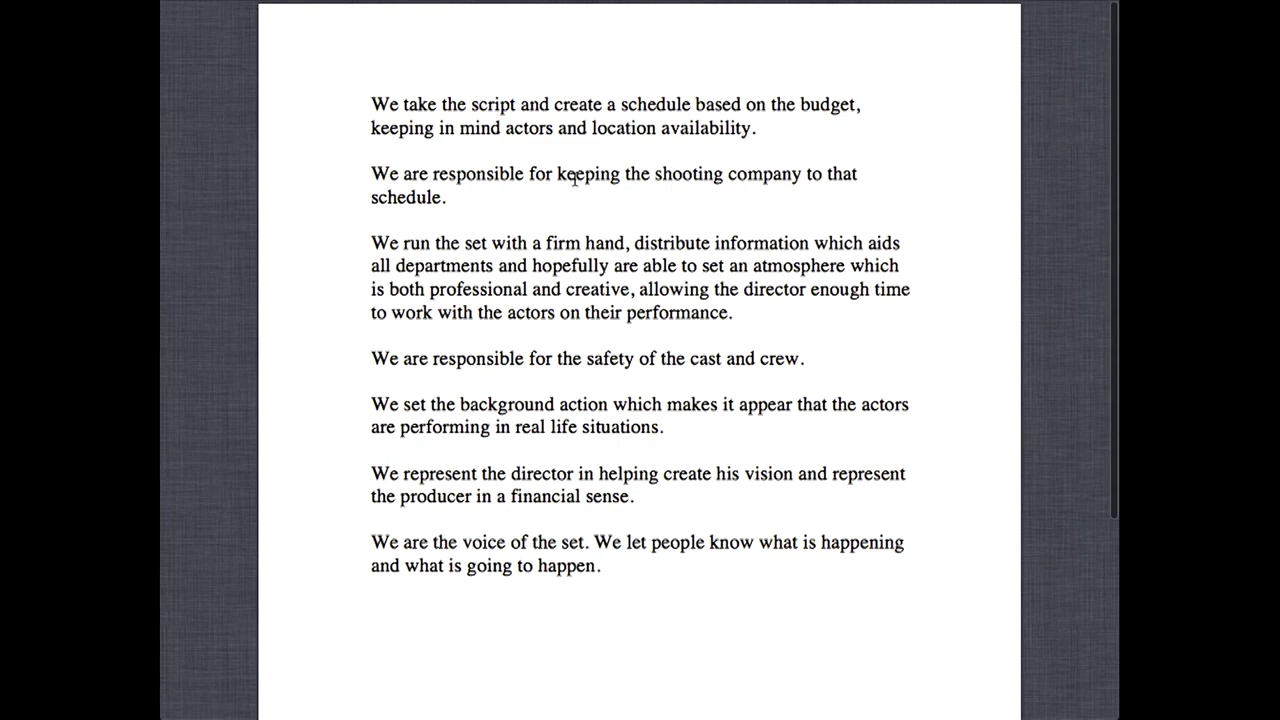 We take the script and create a schedule based on the budget,
keeping in mind actors and location availability.
We are responsible for keeping the shooting company to that
schedule.
We run the set with a firm hand, distribute information which aids
all departments and hopefully are able to set an atmosphere which
is both professional and creative, allowing the director enough time
to work with the actors on their performance.
We are responsible for the safety of the cast and crew.
We set the background action which makes it appear that the actors
are performing in real life situations.
We represent the director in helping create his vision and represent
the producer in a financial sense.
We are the voice of the set. We let people know what is happening
and what is going to happen.